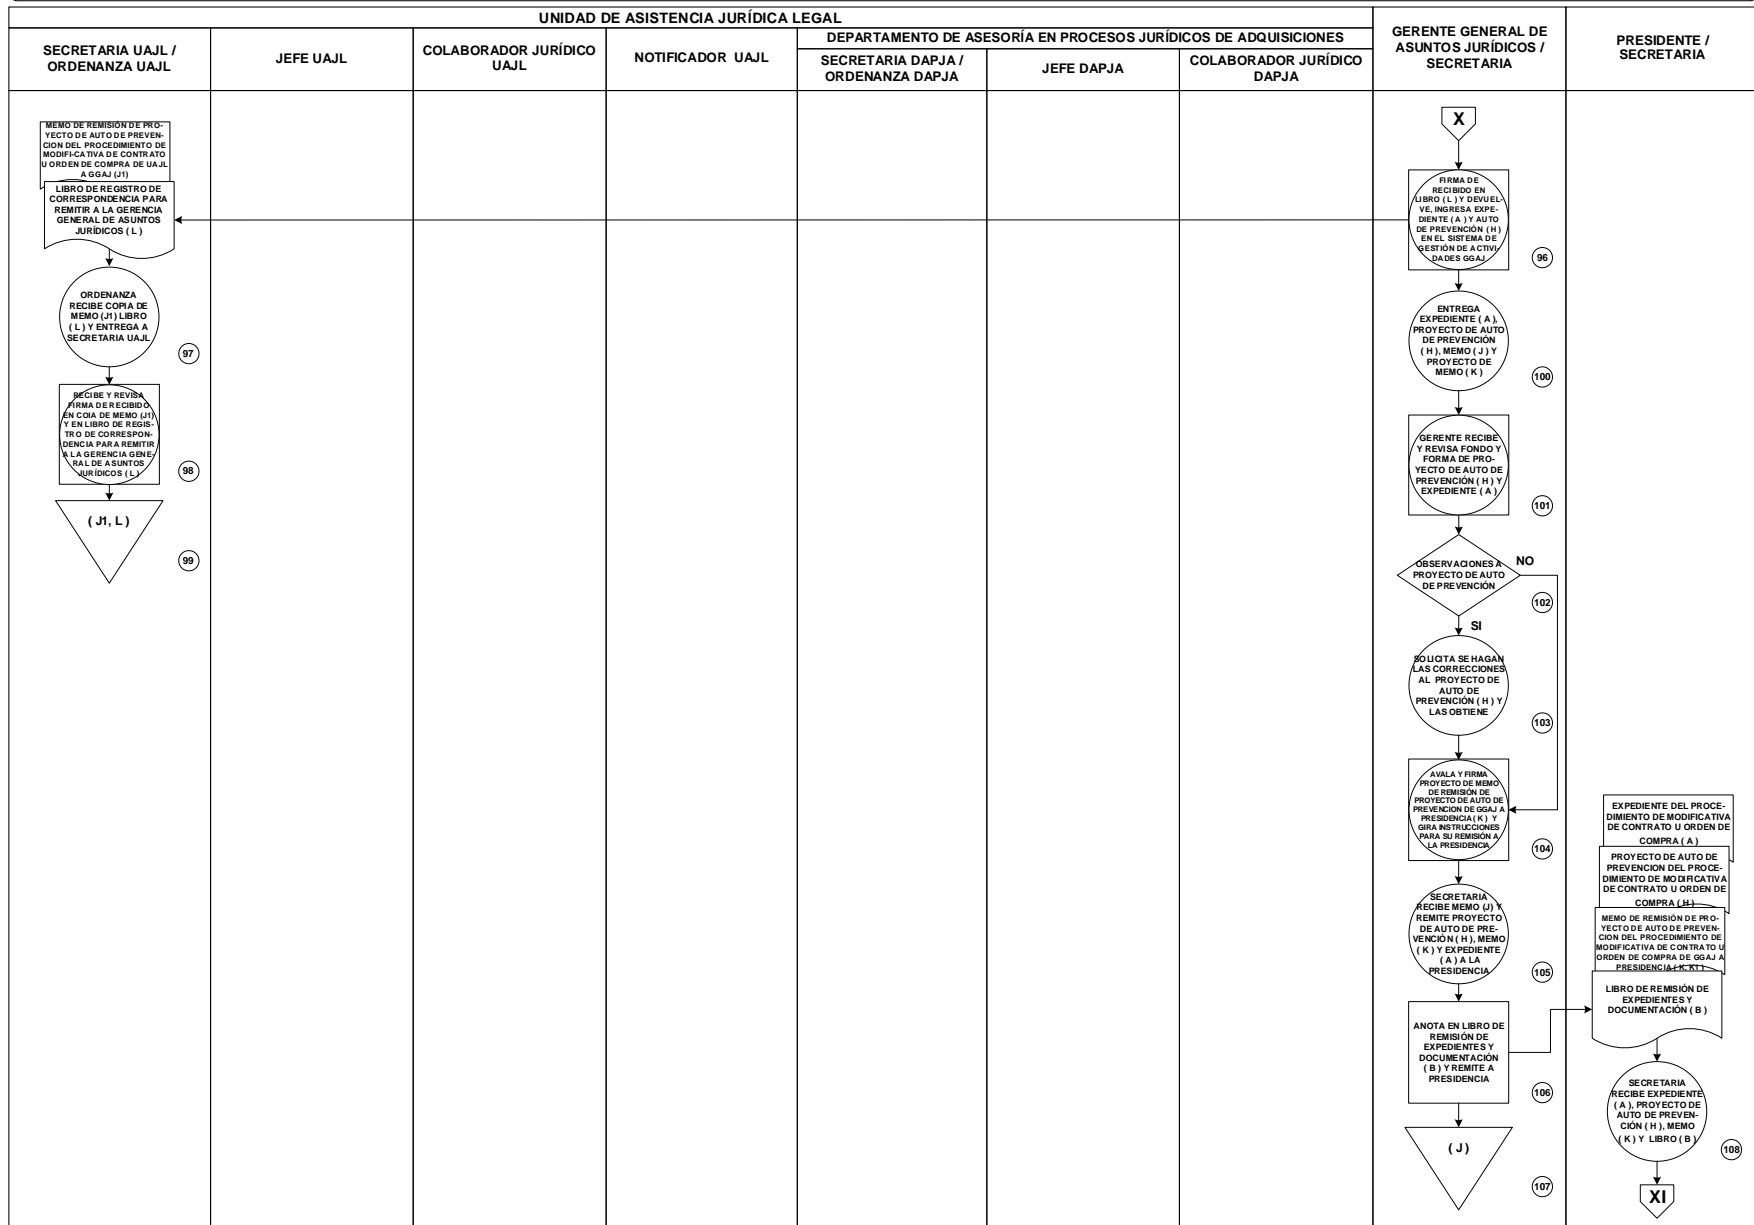 UNIDAD DE ASISTENCIA JURÍDICA LEGAL
SECRETARIA UAJL /
ORDENANZA UAJL
JEFE UAJL
COLABORADOR JURÍDICO
UAJL
NOTIFICADOR UAJL
DEPARTAMENTO DE ASESORÍA EN PROCESOS JURÍDICOS DE ADQUISICIONES
SECRETARIA DAPJA /
ORDENANZA DAPJA
JEFE DAPJA
COLABORADOR JURÍDICO
DAPJA
GERENTE GENERAL DE
ASUNTOS JURÍDICOS /
SECRETARIA
PRESIDENTE /
SECRETARIA
MEMO DE REMISIÓN DE PRO-
YECTO DE AUTO DE PREVEN-
CION DEL PROCEDIMIENTO DE
MODIFI-CATIVA DE CONTRATO
U ORDEN DE COMPRA DE UAJL
A GGAJ (J1)
LIBRO DE REGISTRO DE
CORRESPONDENCIA PARA
REMITIR A LA GERENCIA
GENERAL DE ASUNTOS
JURÍDICOS ( L )
ORDENANZA
RECIBE COPIA DE
MEMO (J1) LIBRO
( L ) Y ENTREGA A
SECRETARIA UAJL
97
RECIBE Y REVISA
FIRMA DE RECIBIDO
EN COIA DE MEMO (J1)
Y EN LIBRO DE REGIS-
TRO DE CORRESPON-
DENCIA PARA REMITIR
A LA GERENCIA GENE-
RAL DE ASUNTOS
JURÍDICOS ( L )
98
( J1, L )
99
X
FIRMA DE
RECIBIDO EN
LIBRO ( L ) Y DEVUEL-
VE, INGRESA EXPE-
DIENTE ( A ) Y AUTO
DE PREVENCIÓN ( H )
EN EL SISTEMA DE
GESTIÓN DE ACTIVI-
DADES GGAJ
96
ENTREGA
EXPEDIENTE ( A ),
PROYECTO DE AUTO
DE PREVENCIÓN
( H ), MEMO ( J ) Y
PROYECTO DE
MEMO ( K )
100
GERENTE RECIBE
Y REVISA FONDO Y
FORMA DE PRO-
YECTO DE AUTO DE
PREVENCIÓN ( H ) Y
EXPEDIENTE ( A )
101
OBSERVACIONES A
PROYECTO DE AUTO
DE PREVENCIÓN
NO
102
SI
SOLICITA SE HAGAN
LAS CORRECCIONES
AL PROYECTO DE
AUTO DE
PREVENCIÓN ( H ) Y
LAS OBTIENE
103
AVALA Y FIRMA
PROYECTO DE MEMO
DE REMISIÓN DE
PROYECTO DE AUTO DE
PREVENCION DE GGAJ A
PRESIDENCIA ( K ) Y
GIRA INSTRUCCIONES
PARA SU REMISIÓN A
LA PRESIDENCIA
104
SECRETARIA
RECIBE MEMO (J) Y
REMITE PROYECTO
DE AUTO DE PRE-
VENCIÓN ( H ), MEMO
( K ) Y EXPEDIENTE
( A ) A LA
PRESIDENCIA
105
ANOTA EN LIBRO DE
REMISIÓN DE
EXPEDIENTES Y
DOCUMENTACIÓN
( B ) Y REMITE A
PRESIDENCIA
106
( J )
107
EXPEDIENTE DEL PROCE-
DIMIENTO DE MODIFICATIVA
DE CONTRATO U ORDEN DE
COMPRA ( A )
PROYECTO DE AUTO DE
PREVENCION DEL PROCE-
DIMIENTO DE MODIFICATIVA
DE CONTRATO U ORDEN DE
COMPRA ( H )
MEMO DE REMISIÓN DE PRO-
YECTO DE AUTO DE PREVEN-
CION DEL PROCEDIMIENTO DE
MODIFICATIVA DE CONTRATO U
ORDEN DE COMPRA DE GGAJ A
PRESIDENCIA ( K, K1 )
LIBRO DE REMISIÓN DE
EXPEDIENTES Y
DOCUMENTACIÓN ( B )
SECRETARIA
RECIBE EXPEDIENTE
( A ), PROYECTO DE
AUTO DE PREVEN-
CIÓN ( H ), MEMO
( K ) Y LIBRO ( B )
108
XI